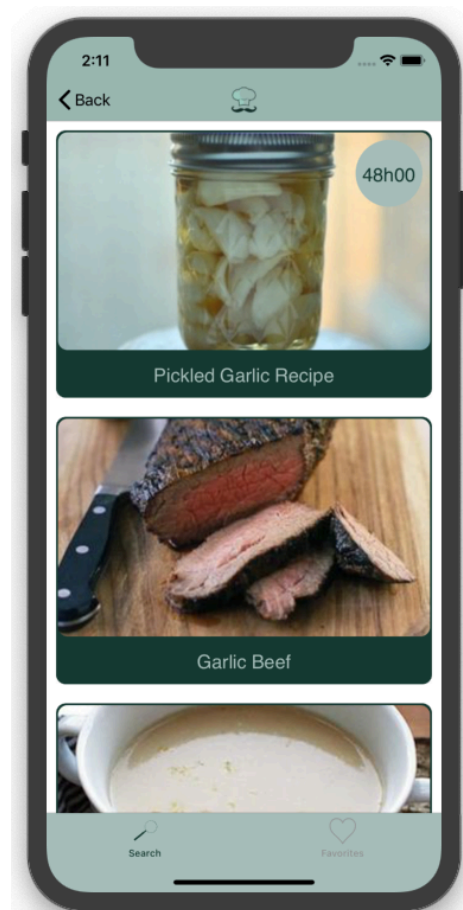 2:11
Back
48h00
Pickled Garlic Recipe
Garlic Beef
Search
Favorites